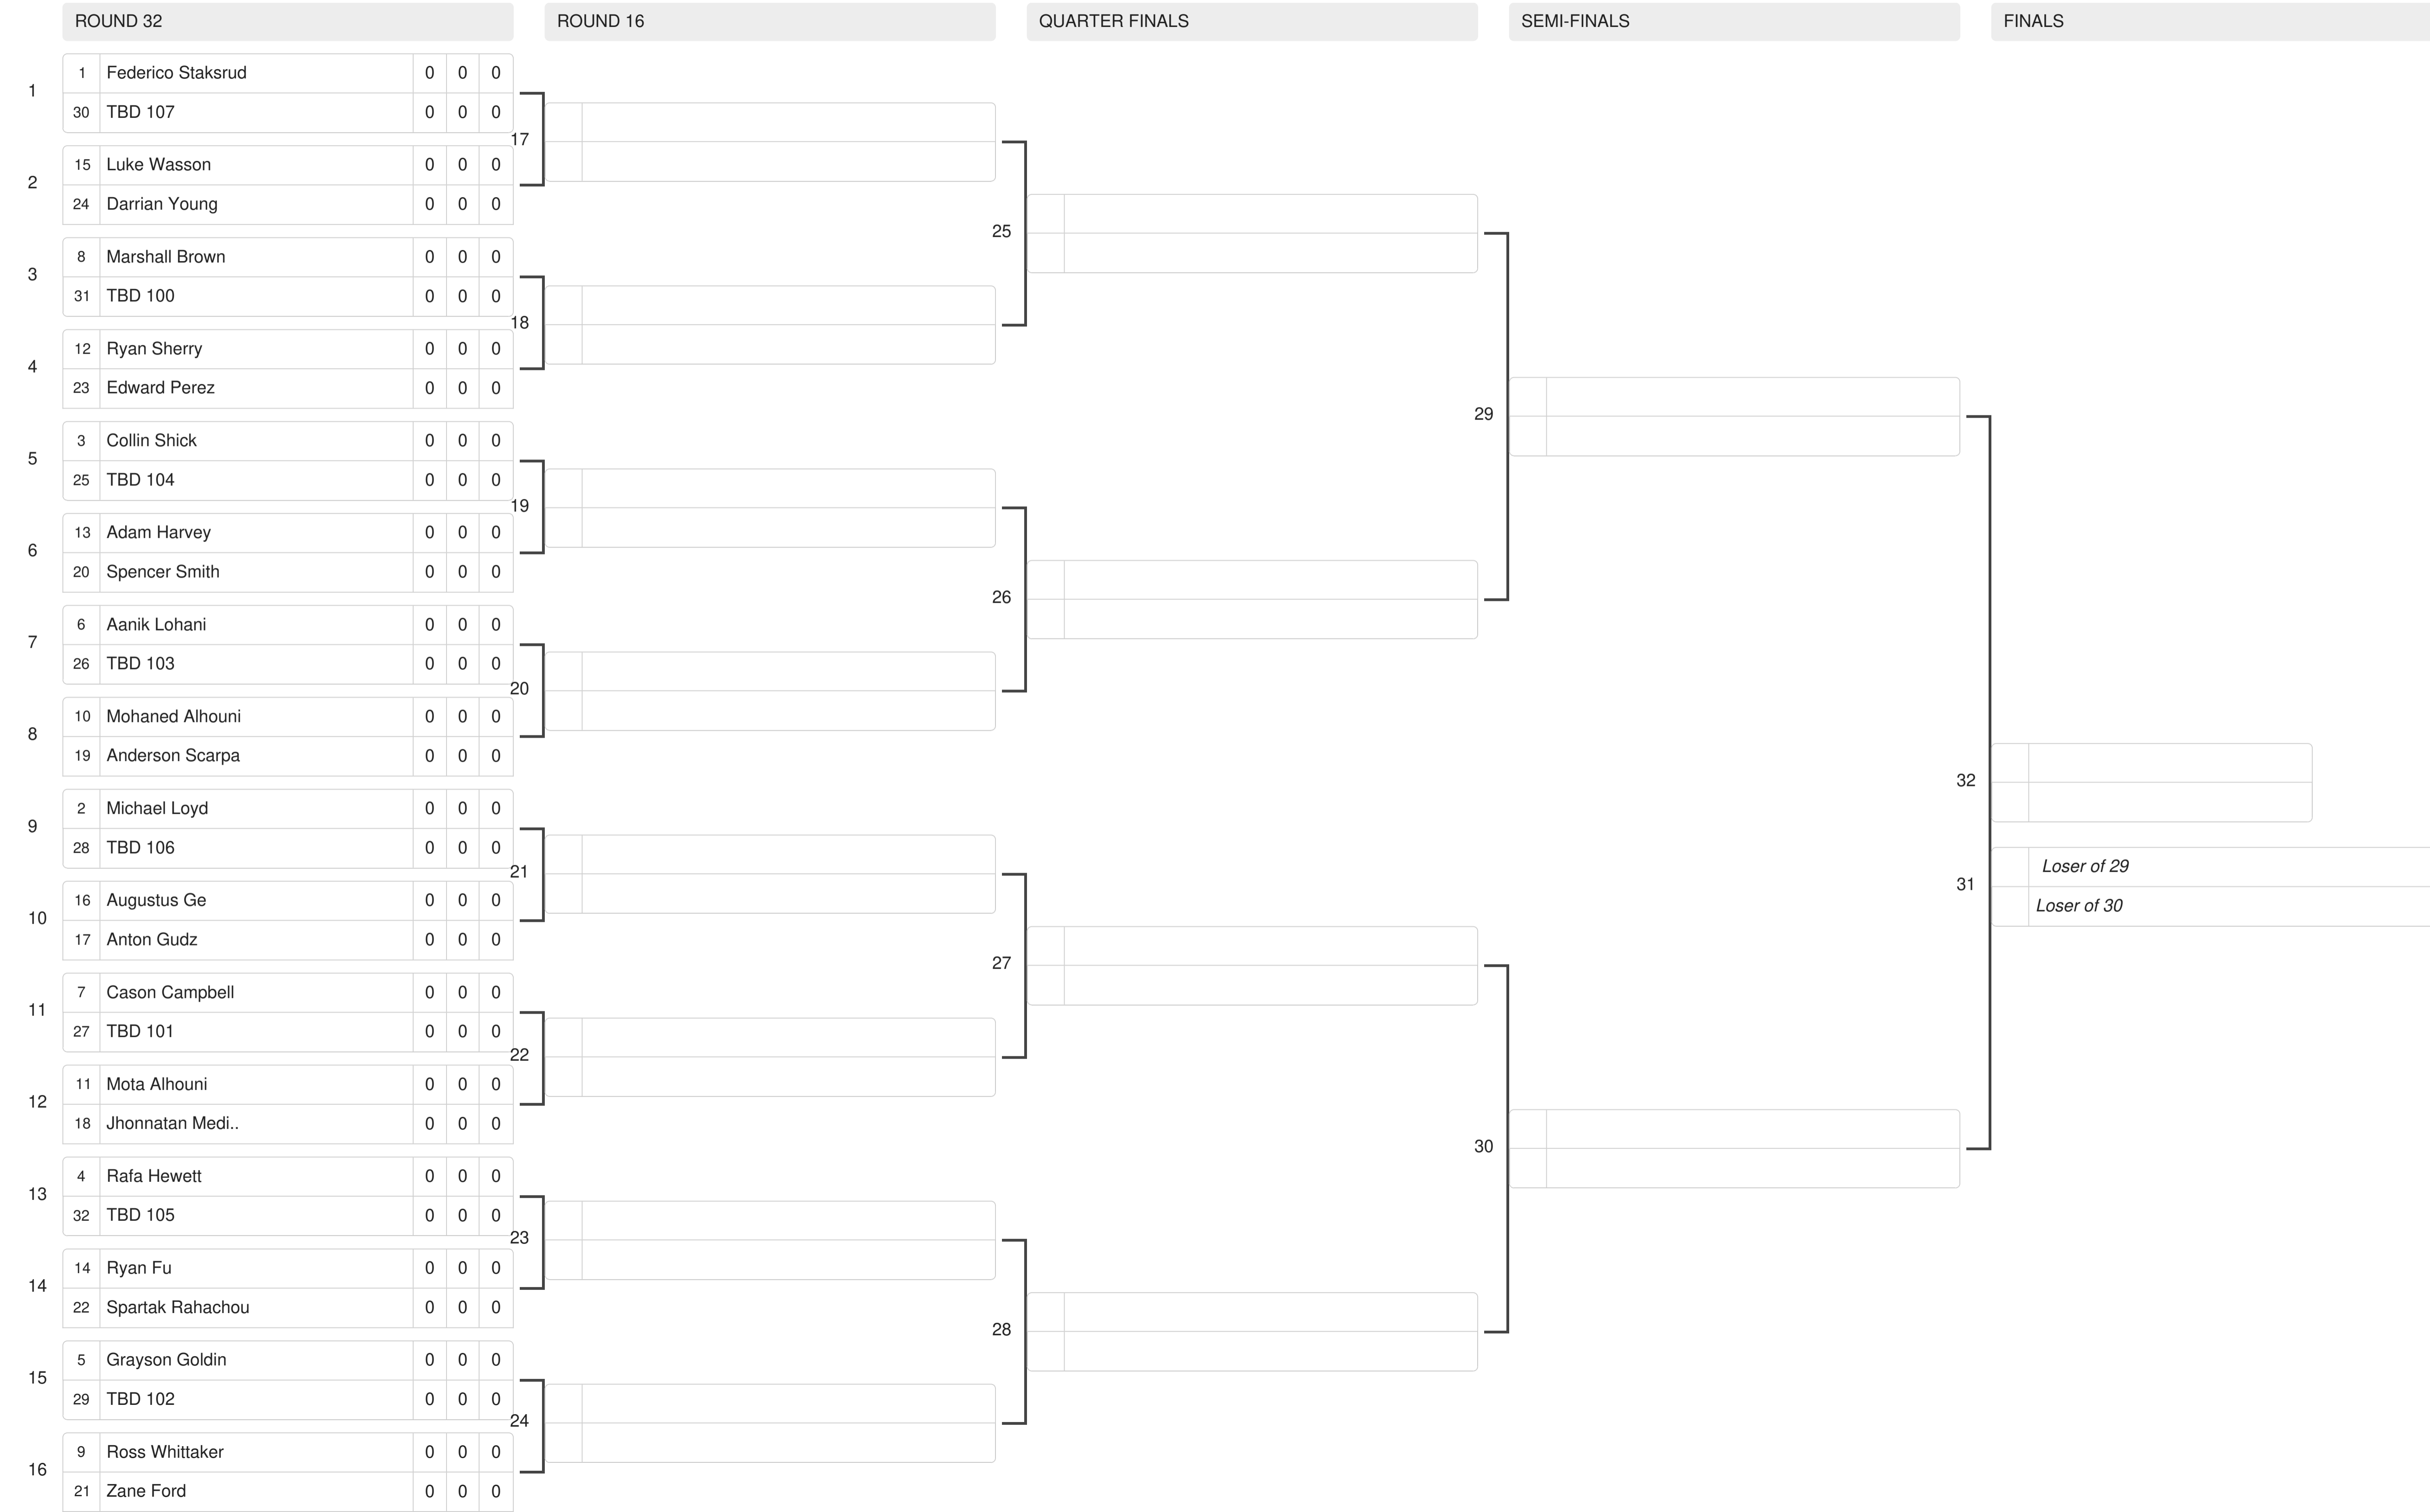 ROUND 32
ROUND 16
QUARTER FINALS
SEMI-FINALS
FINALS
1
1 Federico Staksrud 0 0 0
30 TBD 107 0 0 0
2
15 Luke Wasson 0 0 0
24 Darrian Young 0 0 0
3
8 Marshall Brown 0 0 0
31 TBD 100 0 0 0
4
12 Ryan Sherry 0 0 0
23 Edward Perez 0 0 0
5
3 Collin Shick 0 0 0
25 TBD 104 0 0 0
6
13 Adam Harvey 0 0 0
20 Spencer Smith 0 0 0
7
6 Aanik Lohani 0 0 0
26 TBD 103 0 0 0
8
10 Mohaned Alhouni 0 0 0
19 Anderson Scarpa 0 0 0
9
2 Michael Loyd 0 0 0
28 TBD 106 0 0 0
10
16 Augustus Ge 0 0 0
17 Anton Gudz 0 0 0
11
7 Cason Campbell 0 0 0
27 TBD 101 0 0 0
12
11 Mota Alhouni 0 0 0
18 Jhonnatan Medi.. 0 0 0
13
4 Rafa Hewett 0 0 0
32 TBD 105 0 0 0
14
14 Ryan Fu 0 0 0
22 Spartak Rahachou 0 0 0
15
5 Grayson Goldin 0 0 0
29 TBD 102 0 0 0
16
9 Ross Whittaker 0 0 0
21 Zane Ford 0 0 0
17
18
19
20
21
22
23
24
25
26
27
28
29
30
32
31
Loser of 29
Loser of 30